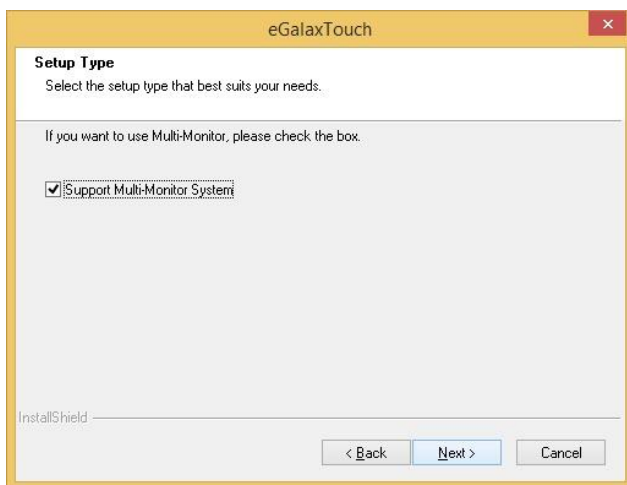 eGalaxTouch
Setup Type
Select the setup type that best suits your needs.
If you want to use Multi-Monitor, please check the box.
Support Multi-Monitor System
InstallShield
< Back
Next >
Cancel